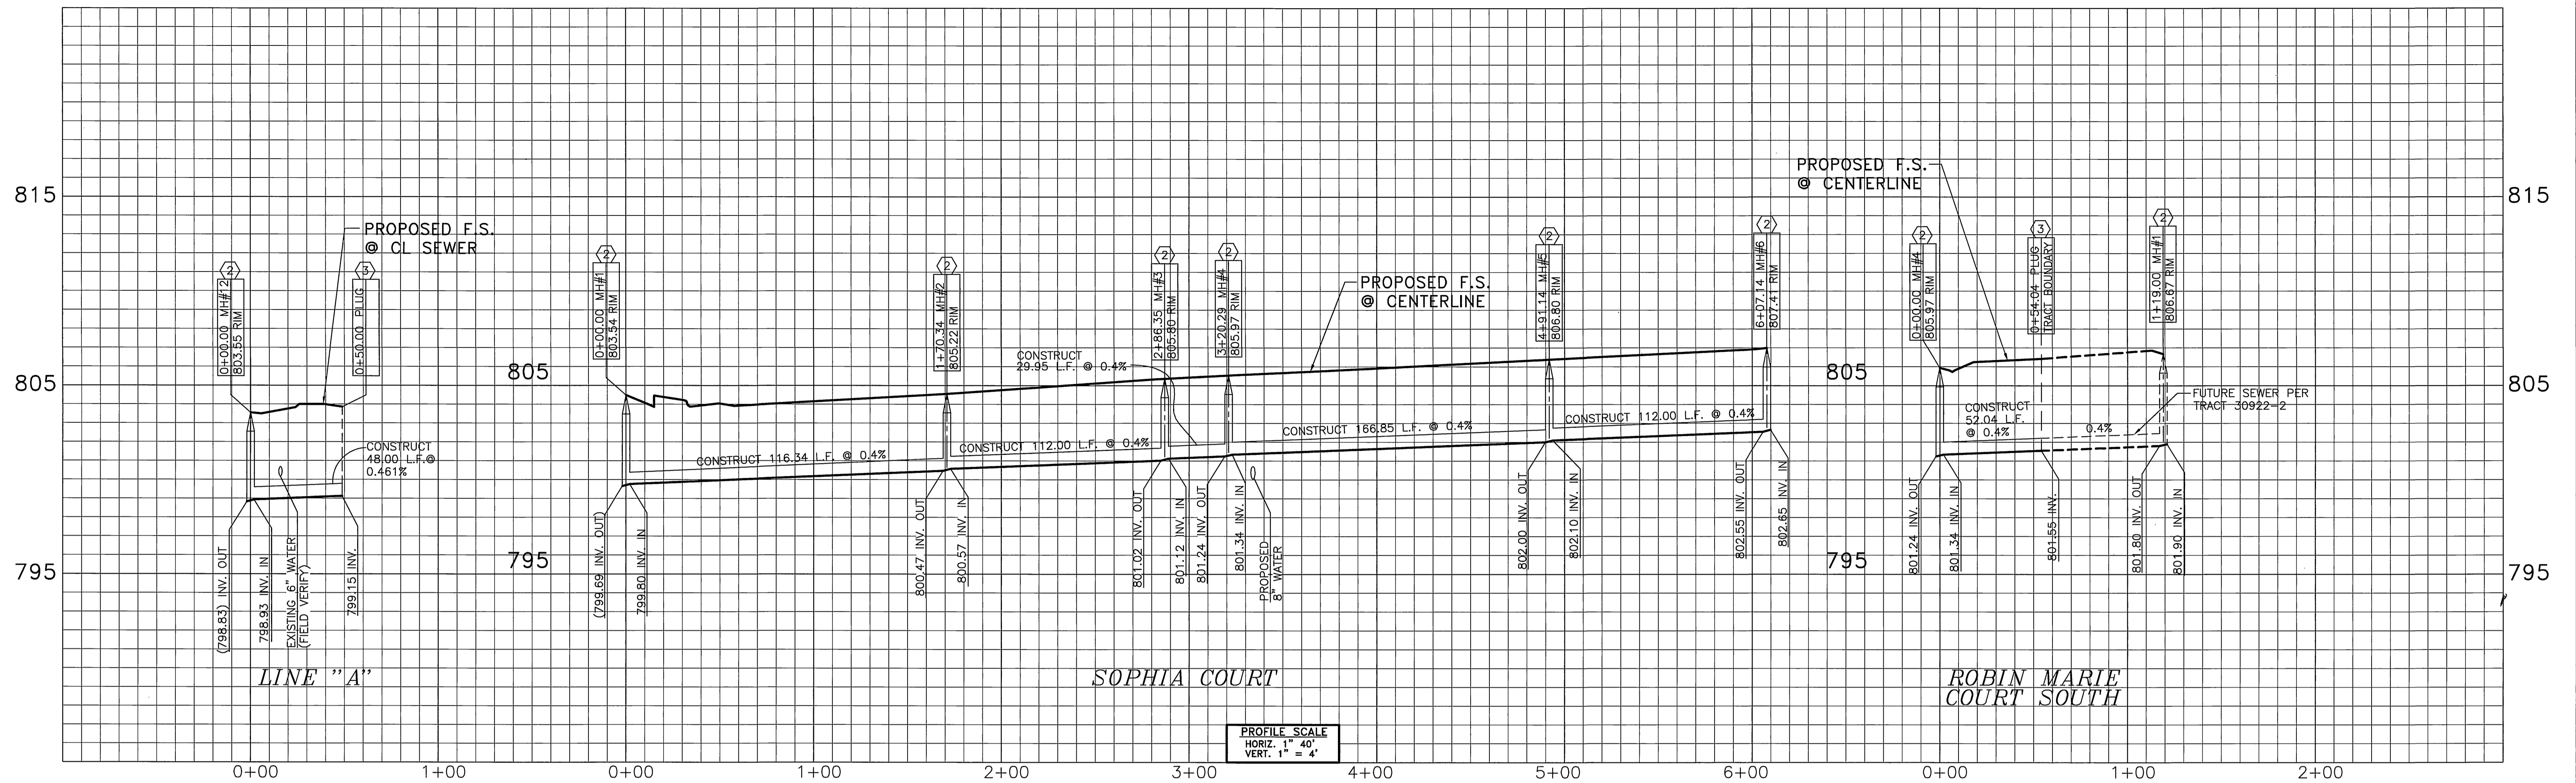 815
815
805
805
805
805
795
795
795
795
2
0+00.00 MH#12
803.55 RIM
3
0+50.00 PLUG
PROPOSED F.S.
@ CL SEWER
CONSTRUCT
48.00 L.F.@
0.461%
(798.83) INV. OUT
798.93 INV. IN
EXISTING 6" WATER
(FIELD VERIFY)
799.15 INV.
LINE "A"
2
0+00.00 MH#1
803.54 RIM
2
1+70.34 MH#2
805.22 RIM
2
2+86.35 MH#3
805.80 RIM
2
3+20.29 MH#4
805.97 RIM
2
4+91.14 MH#5
806.80 RIM
2
6+07.14 MH#6
807.41 RIM
PROPOSED F.S.
@ CENTERLINE
CONSTRUCT
29.95 L.F. @ 0.4%
CONSTRUCT 116.34 L.F. @ 0.4%
CONSTRUCT 112.00 L.F. @ 0.4%
CONSTRUCT 166.85 L.F. @ 0.4%
CONSTRUCT 112.00 L.F. @ 0.4%
(799.69 INV. OUT)
799.80 INV. IN
800.47 INV. OUT
800.57 INV. IN
801.02 INV. OUT
801.12 INV. IN
801.24 INV. OUT
801.34 INV. IN
PROPOSED
8" WATER
802.00 INV. OUT
802.10 INV. IN
802.55 INV. OUT
802.65 NV. IN
SOPHIA COURT
PROPOSED F.S.
@ CENTERLINE
2
0+00.00 MH#4
805.97 RIM
3
0+54.04 PLUG
TRACT BOUNDARY
2
1+19.00 MH#1
806.67 RIM
CONSTRUCT
52.04 L.F.
@ 0.4%
0.4%
FUTURE SEWER PER
TRACT 30922-2
801.24 INV. OUT
801.34 INV. IN
801.55 INV.
801.80 INV. OUT
801.90 INV. IN
ROBIN MARIE
COURT SOUTH
PROFILE SCALE
HORIZ. 1" 40'
VERT. 1" = 4'
0+00
1+00
0+00
1+00
2+00
3+00
4+00
5+00
6+00
0+00
1+00
2+00